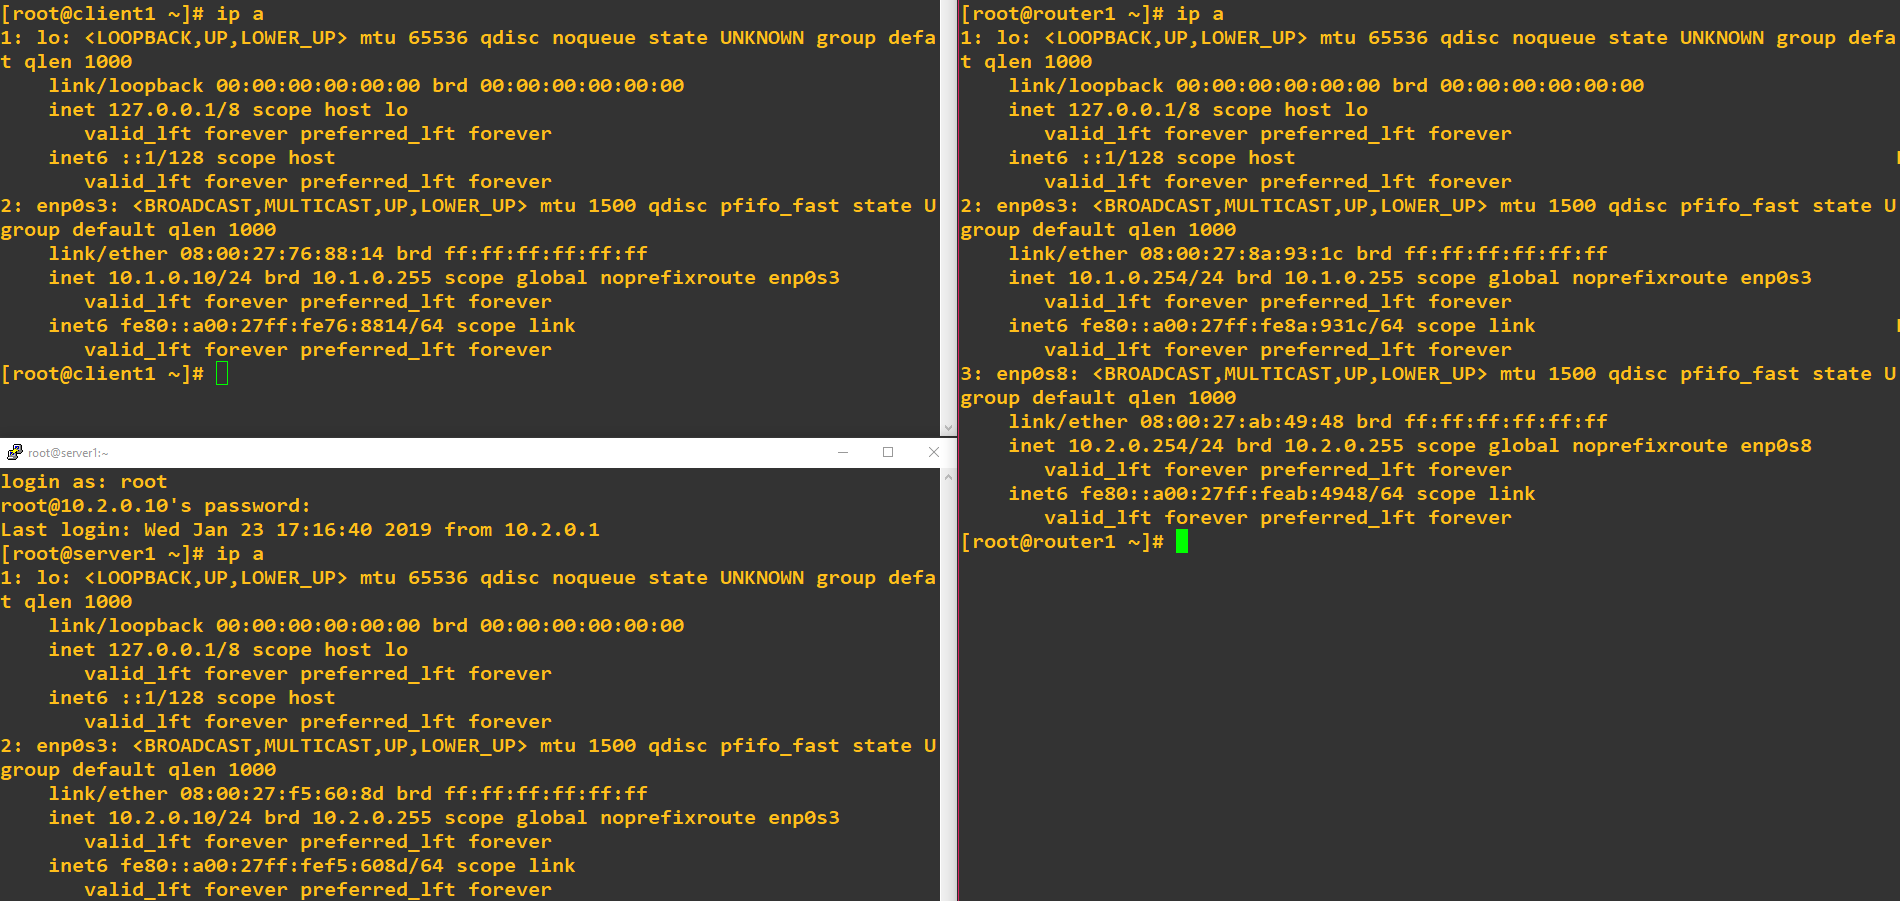 [root@client1 ~]# ip a
1: lo: <LOOPBACK,UP,LOWER_UP> mtu 65536 qdisc noqueue state UNKNOWN group defa
t qlen 1000
    link/loopback 00:00:00:00:00:00 brd 00:00:00:00:00:00
    inet 127.0.0.1/8 scope host lo
       valid_lft forever preferred_lft forever
    inet6 ::1/128 scope host
       valid_lft forever preferred_lft forever
2: enp0s3: <BROADCAST,MULTICAST,UP,LOWER_UP> mtu 1500 qdisc pfifo_fast state U
group default qlen 1000
    link/ether 08:00:27:76:88:14 brd ff:ff:ff:ff:ff:ff
    inet 10.1.0.10/24 brd 10.1.0.255 scope global noprefixroute enp0s3
       valid_lft forever preferred_lft forever
    inet6 fe80::a00:27ff:fe76:8814/64 scope link
       valid_lft forever preferred_lft forever
[root@client1 ~]#
root@server1:~
login as: root
root@10.2.0.10's password:
Last login: Wed Jan 23 17:16:40 2019 from 10.2.0.1
[root@server1 ~]# ip a
1: lo: <LOOPBACK,UP,LOWER_UP> mtu 65536 qdisc noqueue state UNKNOWN group defa
t qlen 1000
    link/loopback 00:00:00:00:00:00 brd 00:00:00:00:00:00
    inet 127.0.0.1/8 scope host lo
       valid_lft forever preferred_lft forever
    inet6 ::1/128 scope host
       valid_lft forever preferred_lft forever
2: enp0s3: <BROADCAST,MULTICAST,UP,LOWER_UP> mtu 1500 qdisc pfifo_fast state U
group default qlen 1000
    link/ether 08:00:27:f5:60:8d brd ff:ff:ff:ff:ff:ff
    inet 10.2.0.10/24 brd 10.2.0.255 scope global noprefixroute enp0s3
       valid_lft forever preferred_lft forever
    inet6 fe80::a00:27ff:fef5:608d/64 scope link
       valid_lft forever preferred_lft forever
[root@router1 ~]# ip a
1: lo: <LOOPBACK,UP,LOWER_UP> mtu 65536 qdisc noqueue state UNKNOWN group defa
t qlen 1000
    link/loopback 00:00:00:00:00:00 brd 00:00:00:00:00:00
    inet 127.0.0.1/8 scope host lo
       valid_lft forever preferred_lft forever
    inet6 ::1/128 scope host
       valid_lft forever preferred_lft forever
2: enp0s3: <BROADCAST,MULTICAST,UP,LOWER_UP> mtu 1500 qdisc pfifo_fast state U
group default qlen 1000
    link/ether 08:00:27:8a:93:1c brd ff:ff:ff:ff:ff:ff
    inet 10.1.0.254/24 brd 10.1.0.255 scope global noprefixroute enp0s3
       valid_lft forever preferred_lft forever
    inet6 fe80::a00:27ff:fe8a:931c/64 scope link
       valid_lft forever preferred_lft forever
3: enp0s8: <BROADCAST,MULTICAST,UP,LOWER_UP> mtu 1500 qdisc pfifo_fast state U
group default qlen 1000
    link/ether 08:00:27:ab:49:48 brd ff:ff:ff:ff:ff:ff
    inet 10.2.0.254/24 brd 10.2.0.255 scope global noprefixroute enp0s8
       valid_lft forever preferred_lft forever
    inet6 fe80::a00:27ff:feab:4948/64 scope link
       valid_lft forever preferred_lft forever
[root@router1 ~]#